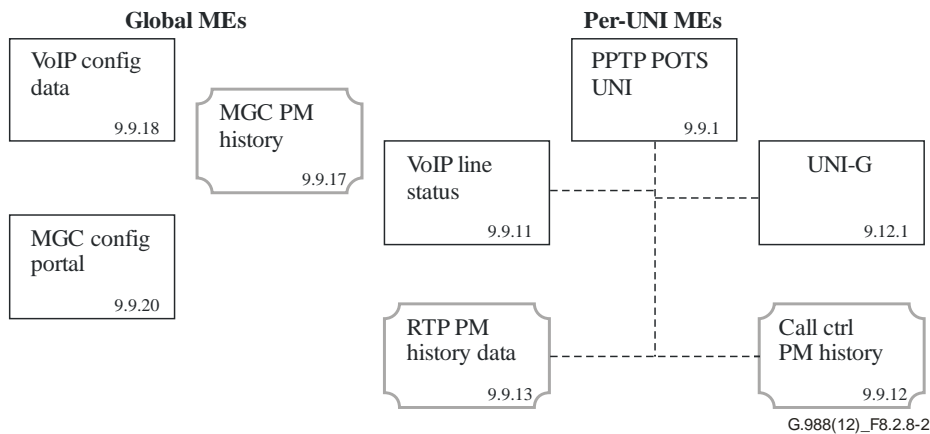 Global MEs
VoIP config
data
9.9.18
MGC PM
history
9.9.17
MGC config
portal
9.9.20
Per-UNI MEs
PPTP POTS
UNI
9.9.1
VoIP line
status
9.9.11
UNI-G
9.12.1
RTP PM
history data
9.9.13
Call ctrl
PM history
9.9.12
G.988(12)_F8.2.8-2